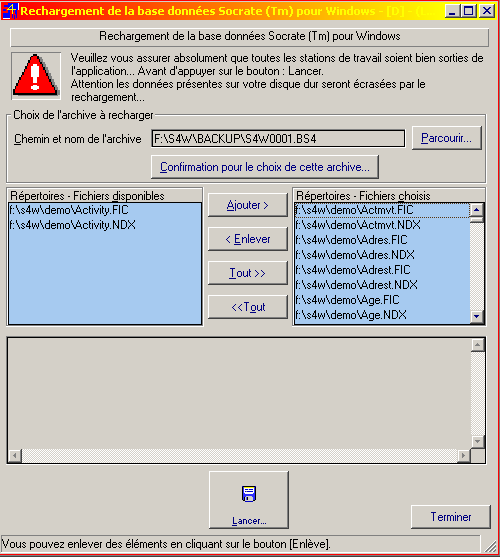 Rechargement de la base données Socrate (Tm) pour Windows - [D] -
Rechargement de la base données Socrate (Tm) pour Windows
Veuillez vous assurer absolument que toutes les stations de travail soient bien sorties de
l'application... Avant d'appuyer sur le bouton : Lancer.
Attention les données présentes sur votre disque dur seront écrasées par le
rechargement...
Choix de l'archive à recharger
Chemin et nom de l'archive F:\S4W\BACKUP\S4W0001.BS4 Parcourir...
Confirmation pour le choix de cette archive...
Répertoires - Fichiers disponibles
f:\s4w\demo\Activity.FIC
f:\s4w\demo\Activity.NDX
Ajouter >
< Enlever
Tout >>
<<Tout
Répertoires - Fichiers choisis
f:\s4w\demo\Actmvt.FIC
f:\s4w\demo\Actmvt.NDX
f:\s4w\demo\Adres.FIC
f:\s4w\demo\Adres.NDX
f:\s4w\demo\Adrest.FIC
f:\s4w\demo\Adrest.NDX
f:\s4w\demo\Age.FIC
f:\s4w\demo\Age.NDX
Lancer...
Terminer
Vous pouvez enlever des éléments en cliquant sur le bouton [Enlève].